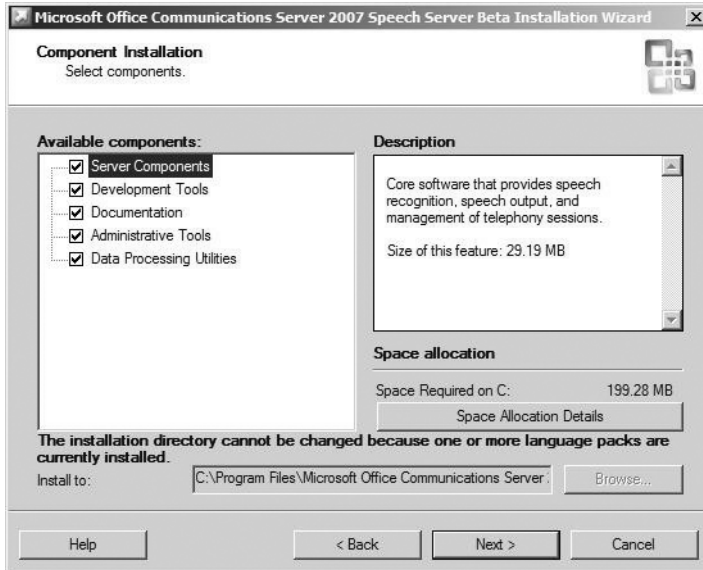 Microsoft Office Communications Server 2007 Speech Server Beta Installation Wizard
Component Installation
Select components.
Available components:
Server Components
Development Tools
Documentation
Administrative Tools
Data Processing Utilities
Description
Core software that provides speech
recognition, speech output, and
management of telephony sessions.
Size of this feature: 29.19 MB
Space allocation
Space Required on C: 199.28 MB
Space Allocation Details
The installation directory cannot be changed because one or more language packs are
currently installed.
Install to: C:\Program Files\Microsoft Office Communications Server Browse...
Help < Back Next > Cancel